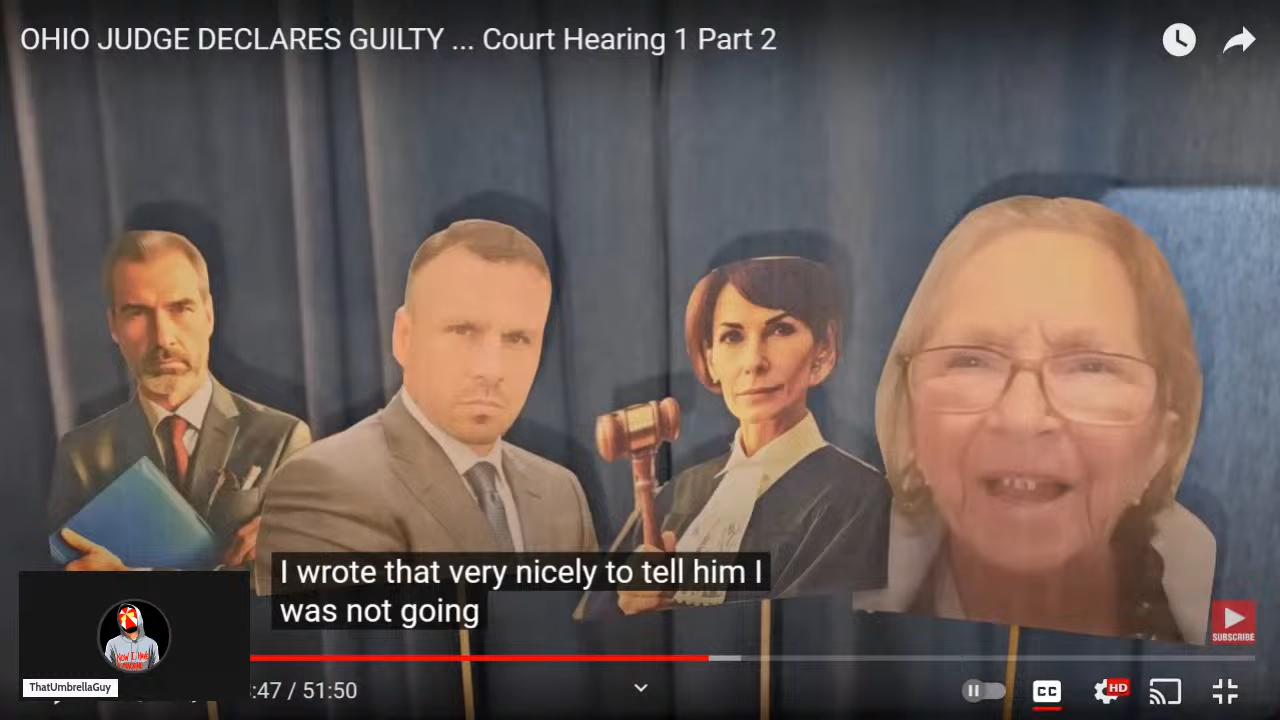 OHIO JUDGE DECLARES GUILTY ... Court Hearing 1 Part 2
I wrote that very nicely to tell him I
was not going
SUBSCRIBE
ThatUmbrellaGuy
:47 / 51:50
CC
HD